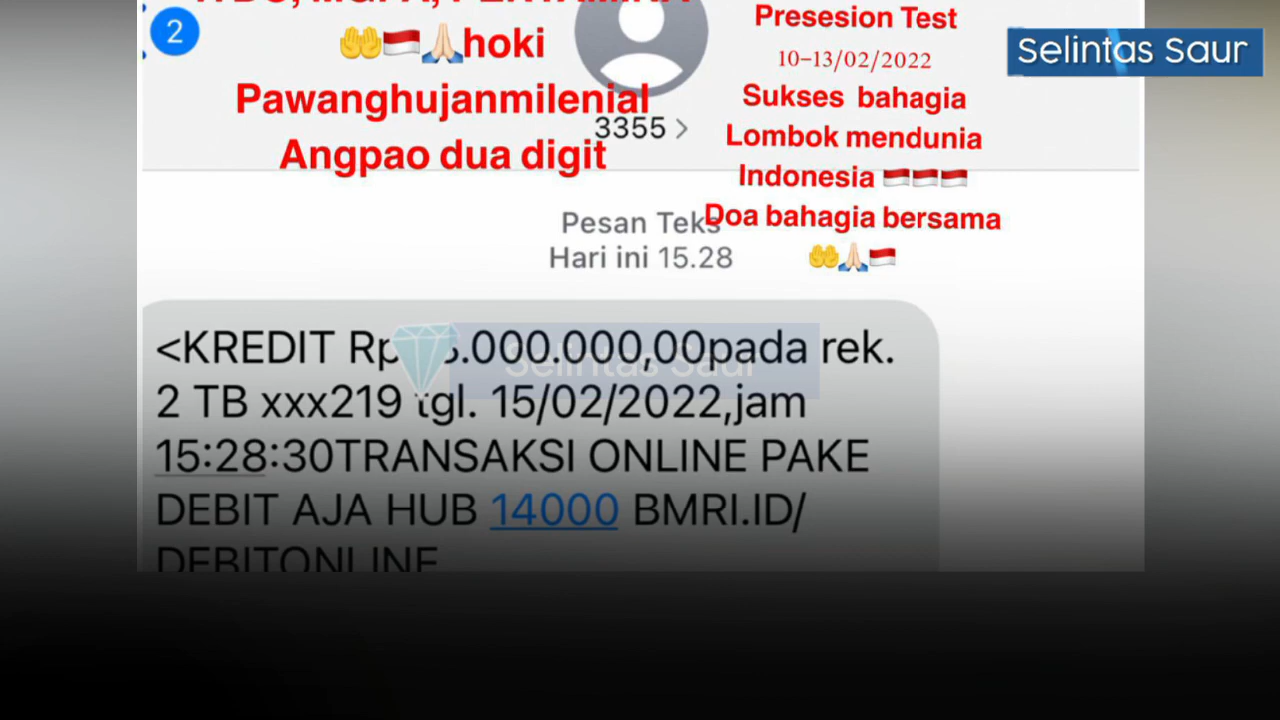 2
hoki
Pawanghujanmilenial
Angpao dua digit
3355
Presesion Test
10-13/02/2022
Sukses bahagia
Lombok mendunia
Indonesia
Doa bahagia bersama
Selintas Saur
Pesan Teks
Hari ini 15.28
<KREDIT Rp .000.000,00pada rek.
2 TB xxx219 tgl. 15/02/2022,jam
15:28:30TRANSAKSI ONLINE PAKE
DEBIT AJA HUB 14000 BMRI.ID/
DEBITONLINE
Selintas Saur